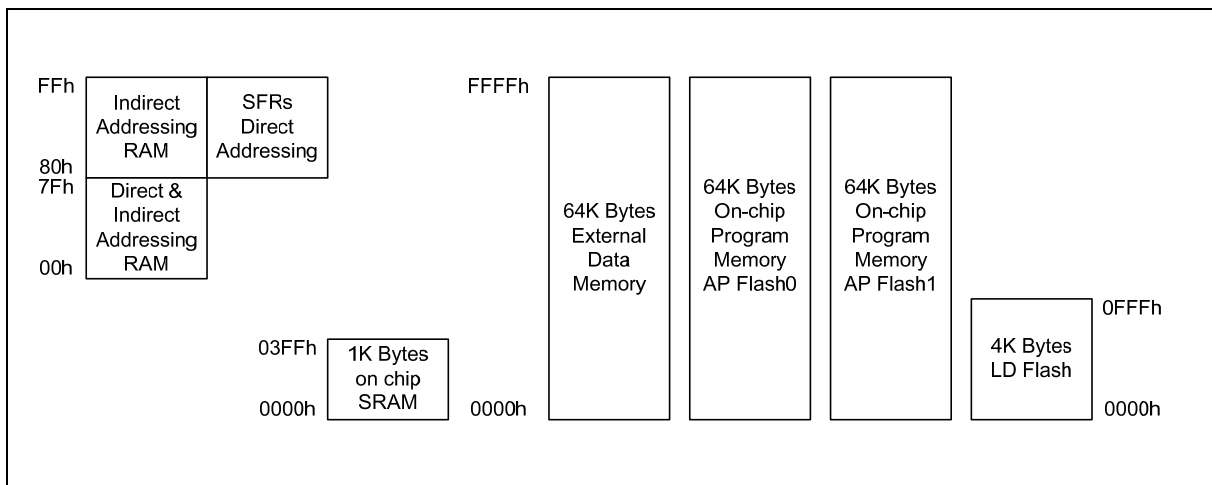 FFh
80h
7Fh
00h
Indirect
Addressing
RAM
SFRs
Direct
Addressing
Direct &
Indirect
Addressing
RAM
03FFh
0000h
1K Bytes
on chip
SRAM
FFFFh
0000h
64K Bytes
External
Data
Memory
64K Bytes
On-chip
Program
Memory
AP Flash0
64K Bytes
On-chip
Program
Memory
AP Flash1
4K Bytes
LD Flash
0FFFh
0000h